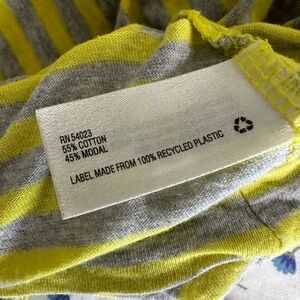 RN 54023
55% COTTON
45% MODAL
LABEL MADE FROM 100% RECYCLED PLASTIC